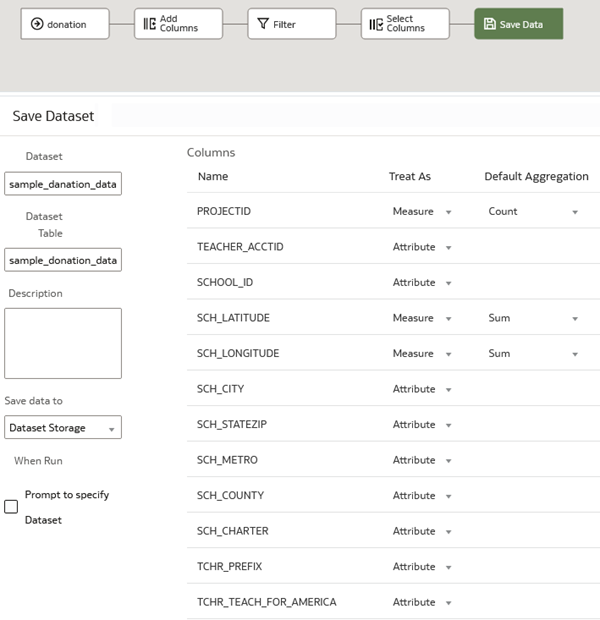 donation
Add
Columns
Filter
Select
Columns
Save Data
Save Dataset
Dataset
sample_danation_data
Dataset
Table
sample_donation_data
Description
Save data to
Dataset Storage
When Run
Prompt to specify
Dataset
Columns
Name Treat As Default Aggregation
PROJECTID Measure Count
TEACHER_ACCTID Attribute
SCHOOL_ID Attribute
SCH_LATITUDE Measure Sum
SCH_LONGITUDE Measure Sum
SCH_CITY Attribute
SCH_STATEZIP Attribute
SCH_METRO Attribute
SCH_COUNTY Attribute
SCH_CHARTER Attribute
TCHR_PREFIX Attribute
TCHR_TEACH_FOR_AMERICA Attribute